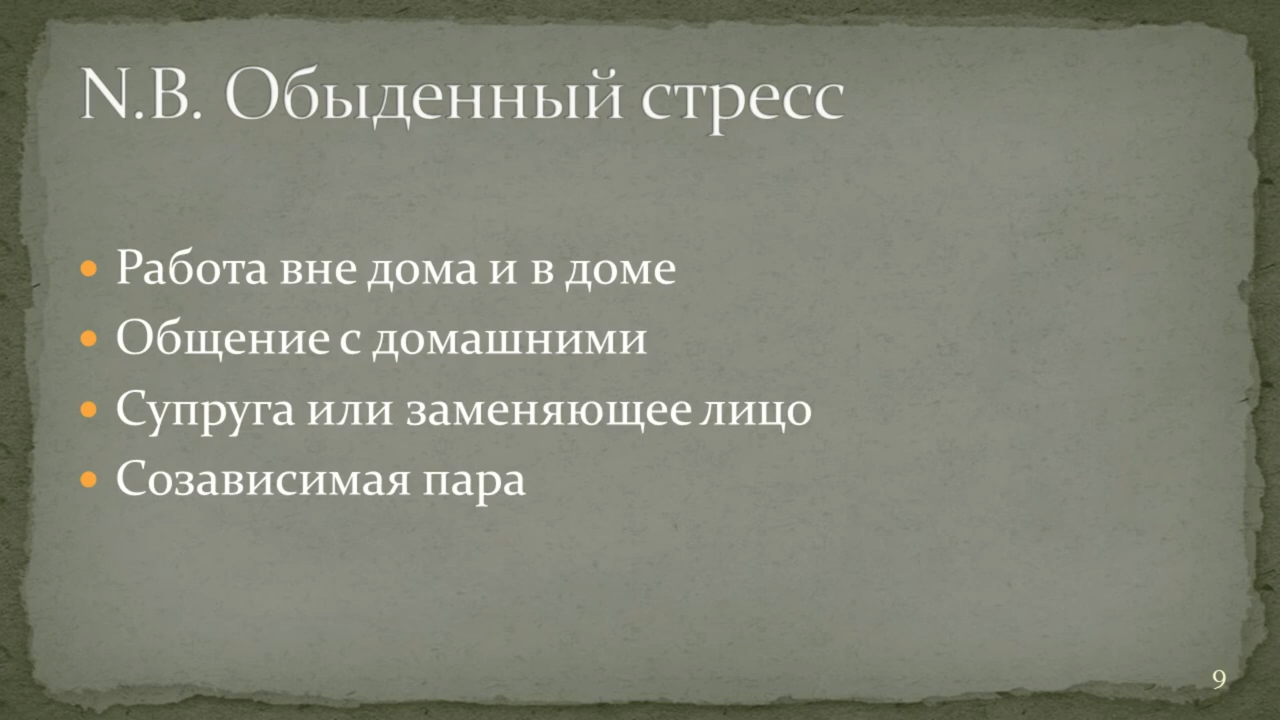 N.B. Обыденный стресс
• Работа вне дома и в доме
• Общение с домашними
• Супруга или заменяющее лицо
• Созависимая пара
9